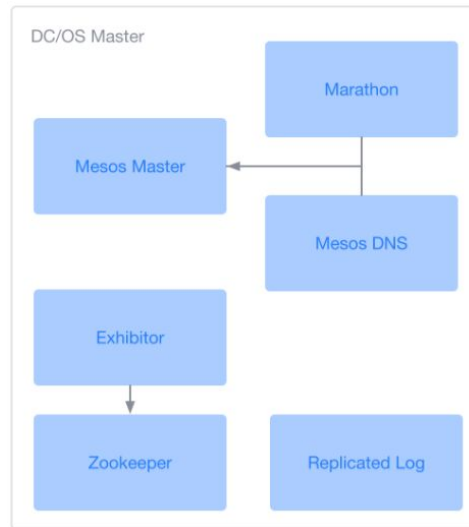 DC/OS Master
Marathon
Mesos Master
Mesos DNS
Exhibitor
Zookeeper
Replicated Log